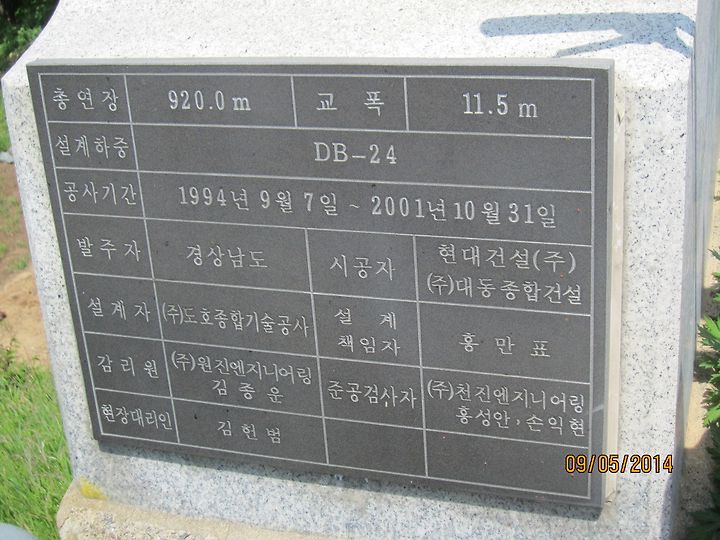 총연장 920.0m 교폭 11.5m
설계하중 DB-24
공사기간 1994년 9월 7일 ~ 2001년 10월 31일
발주자 경상남도 시공자 현대건설(주)
(주)대동종합건설
설계자 (주)도호종합기술공사 설계
책임자 홍만표
감리원 (주)원진엔지니어링
김종운 준공검사자 (주)천진엔지니어링
홍성안, 손익현
현장대리인 김헌범
09/05/2014